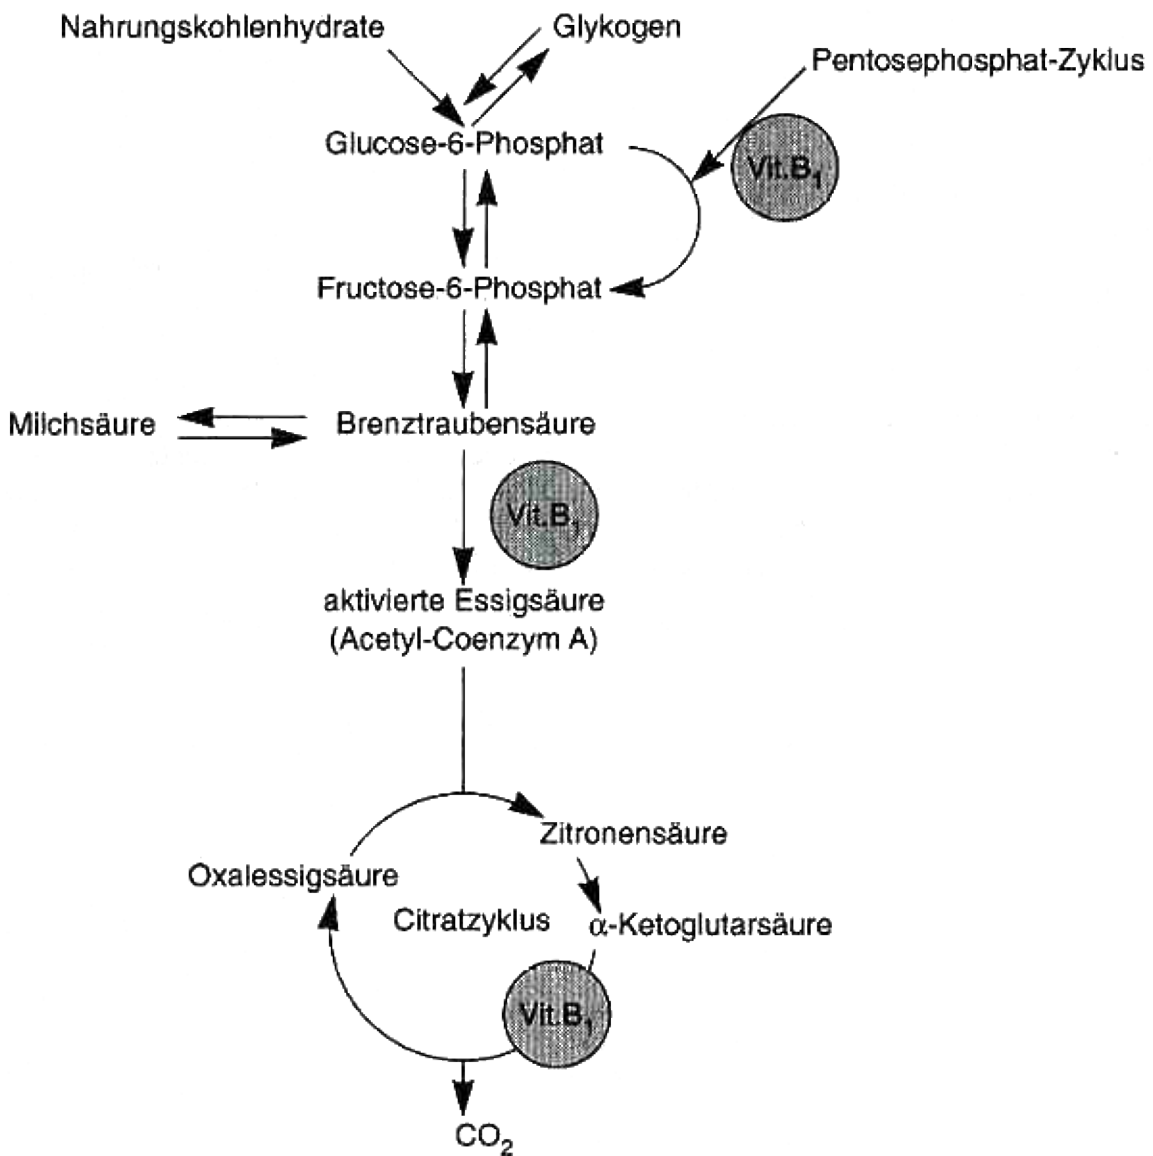 Nahrungskohlenhydrate
Glykogen
Pentosephosphat-Zyklus
Glucose-6-Phosphat
Vit.B₁
Fructose-6-Phosphat
Milchsäure
Brenztraubensäure
Vit.B₁
aktivierte Essigsäure
(Acetyl-Coenzym A)
Zitronensäure
Oxalessigsäure
Citratzyklus
α-Ketoglutarsäure
Vit.B₁
CO₂